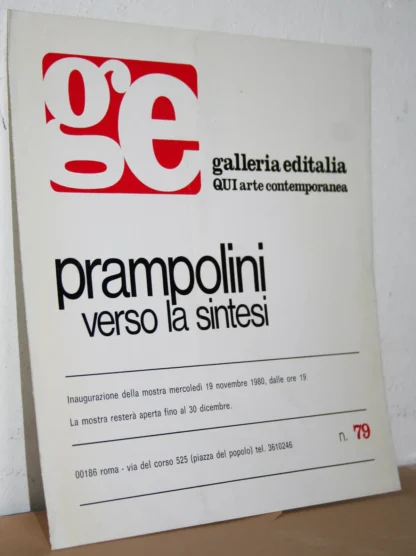 ge
galleria editalia
QUI arte contemporanea
prampolini
verso la sintesi
Inaugurazione della mostra mercoledì 19 novembre 1980, dalle ore 19
La mostra resterà aperta fino al 30 dicembre.
n. 79
00186 roma - via del corso 525 (piazza del popolo) tel. 3610246